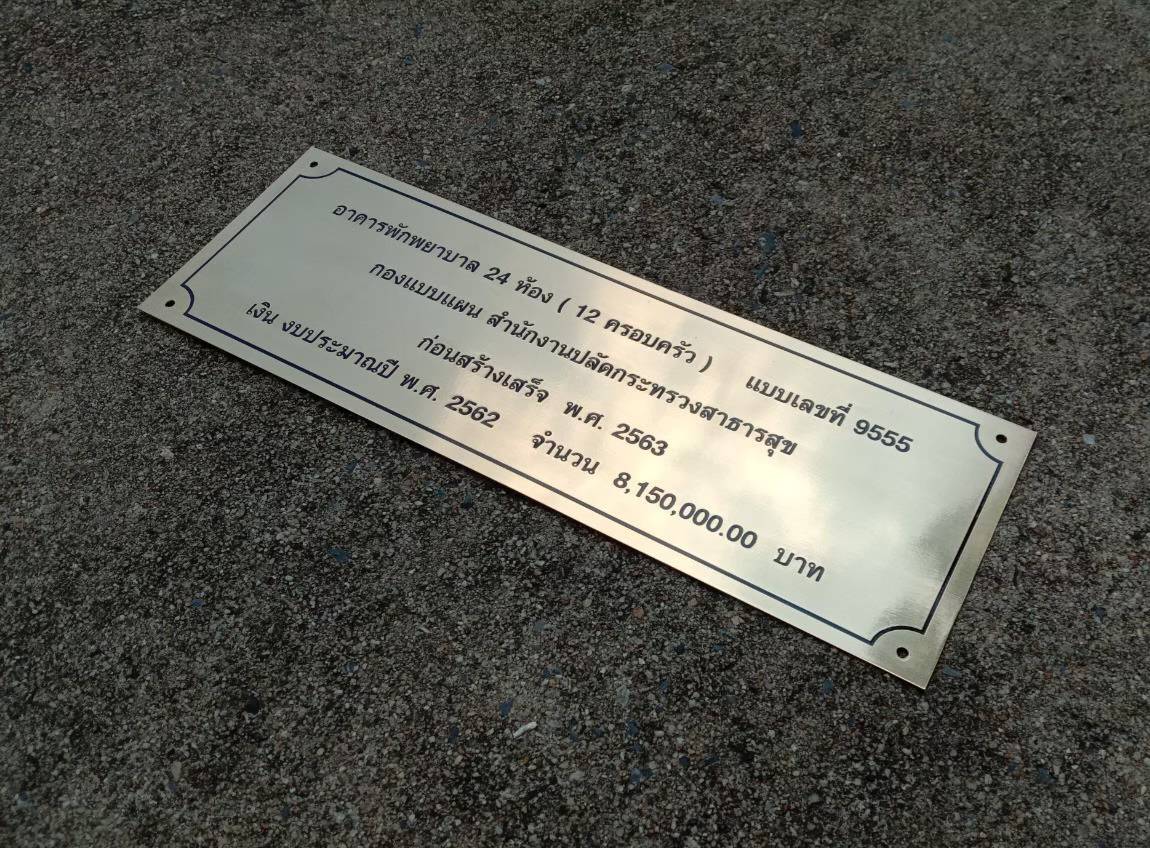 อาคารพักพยาบาล 24 ห้อง ( 12 ครอบครัว ) แบบเลขที่ 9555
กองแบบแผน สำนักงานปลัดกระทรวงสาธารสุข
ก่อนสร้างเสร็จ พ.ศ. 2563
เงิน งบประมาณปี พ.ศ. 2562 จำนวน 8,150,000.00 บาท